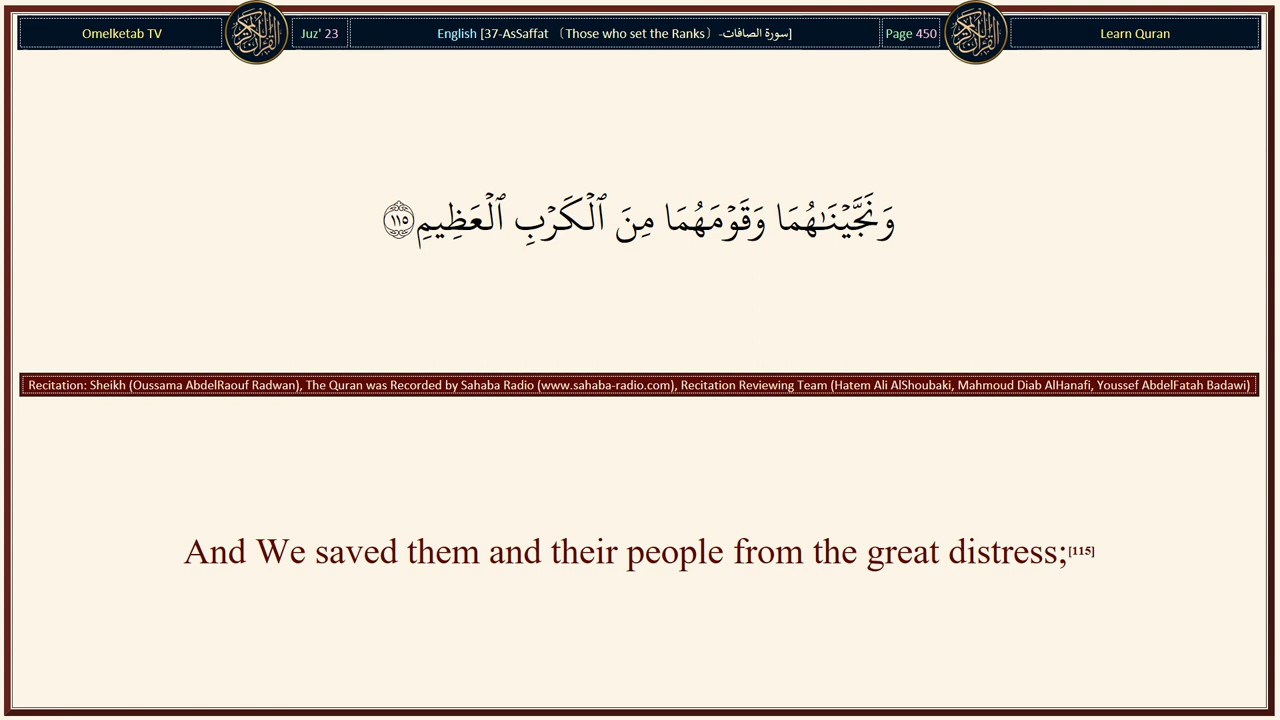 Omelketab TV
Juz' 23
English [37-AsSaffat 〔Those who set the Ranks〕-سورة الصافات]
Page 450
Learn Quran
وَنَجَّيْنَـٰهُمَا وَقَوْمَهُمَا مِنَ ٱلْكَرْبِ ٱلْعَظِيمِ ١١٥
Recitation: Sheikh (Oussama AbdelRaouf Radwan), The Quran was Recorded by Sahaba Radio (www.sahaba-radio.com), Recitation Reviewing Team (Hatem Ali AlShoubaki, Mahmoud Diab AlHanafi, Youssef AbdelFatah Badawi)
And We saved them and their people from the great distress;[115]